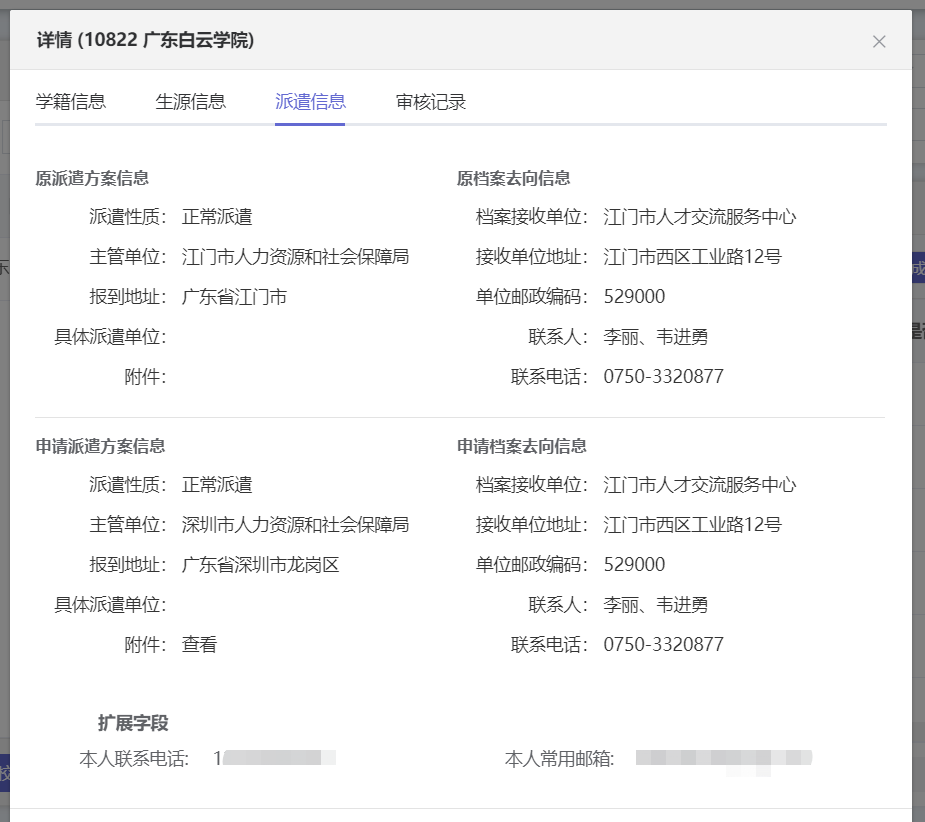 详情 (10822 广东白云学院)
学籍信息 生源信息 派遣信息 审核记录
原派遣方案信息 原档案去向信息
派遣性质: 正常派遣 档案接收单位: 江门市人才交流服务中心
主管单位: 江门市人力资源和社会保障局 接收单位地址: 江门市西区工业路12号
报到地址: 广东省江门市 单位邮政编码: 529000
具体派遣单位: 联系人: 李丽、韦进勇
附件: 联系电话: 0750-3320877
申请派遣方案信息 申请档案去向信息
派遣性质: 正常派遣 档案接收单位: 江门市人才交流服务中心
主管单位: 深圳市人力资源和社会保障局 接收单位地址: 江门市西区工业路12号
报到地址: 广东省深圳市龙岗区 单位邮政编码: 529000
具体派遣单位: 联系人: 李丽、韦进勇
附件: 查看 联系电话: 0750-3320877
扩展字段
本人联系电话: 1 本人常用邮箱: